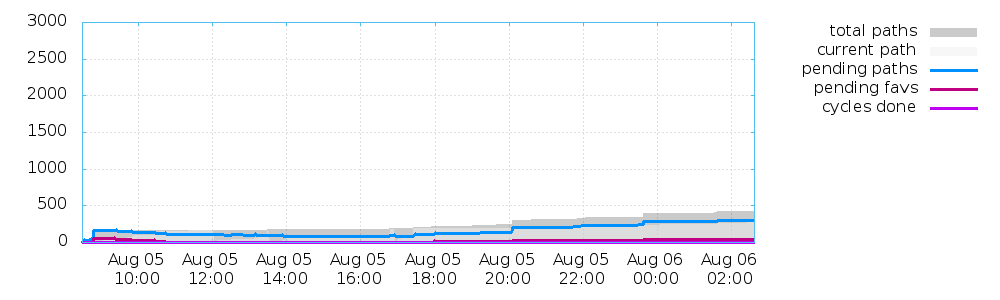 3000
2500
2000
1500
1000
500
0
Aug 05 Aug 05 Aug 05 Aug 05 Aug 05 Aug 05 Aug 05 Aug 06 Aug 06
10:00 12:00 14:00 16:00 18:00 20:00 22:00 00:00 02:00
total paths
current path
pending paths
pending favs
cycles done